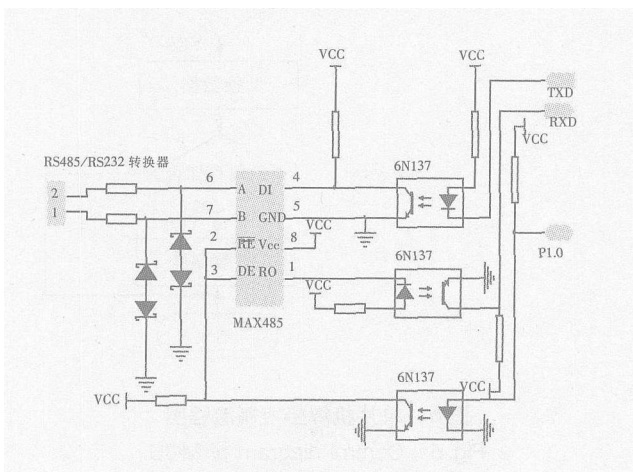 VCC
VCC
TXD
RXD
VCC
RS485/RS232 转换器
6N137
2
1
6
A DI
4
7
B GND
5
2
RE Vcc
8
VCC
P1.0
6N137
3
DE RO
1
VCC
MAX485
6N137
VCC
VCC